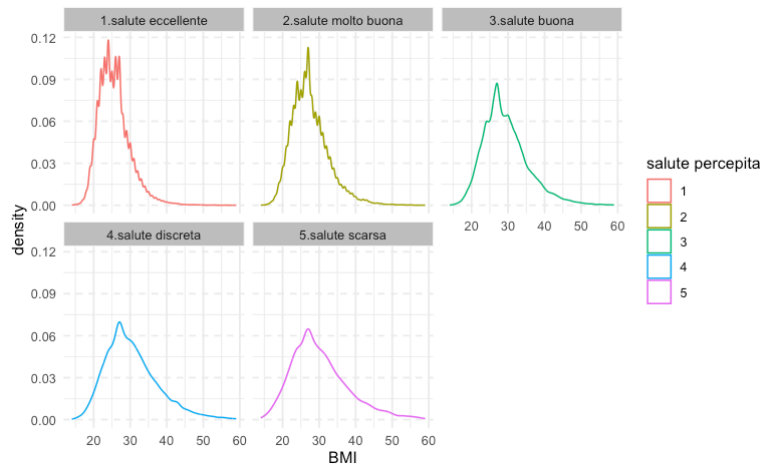 1.salute eccellente
2.salute molto buona
3.salute buona
0.12
0.09
0.06
0.03
0.00
20 30 40 50 60
4.salute discreta
5.salute scarsa
0.12
0.09
0.06
0.03
0.00
20 30 40 50 60
20 30 40 50 60
BMI
density
salute percepita
1
2
3
4
5